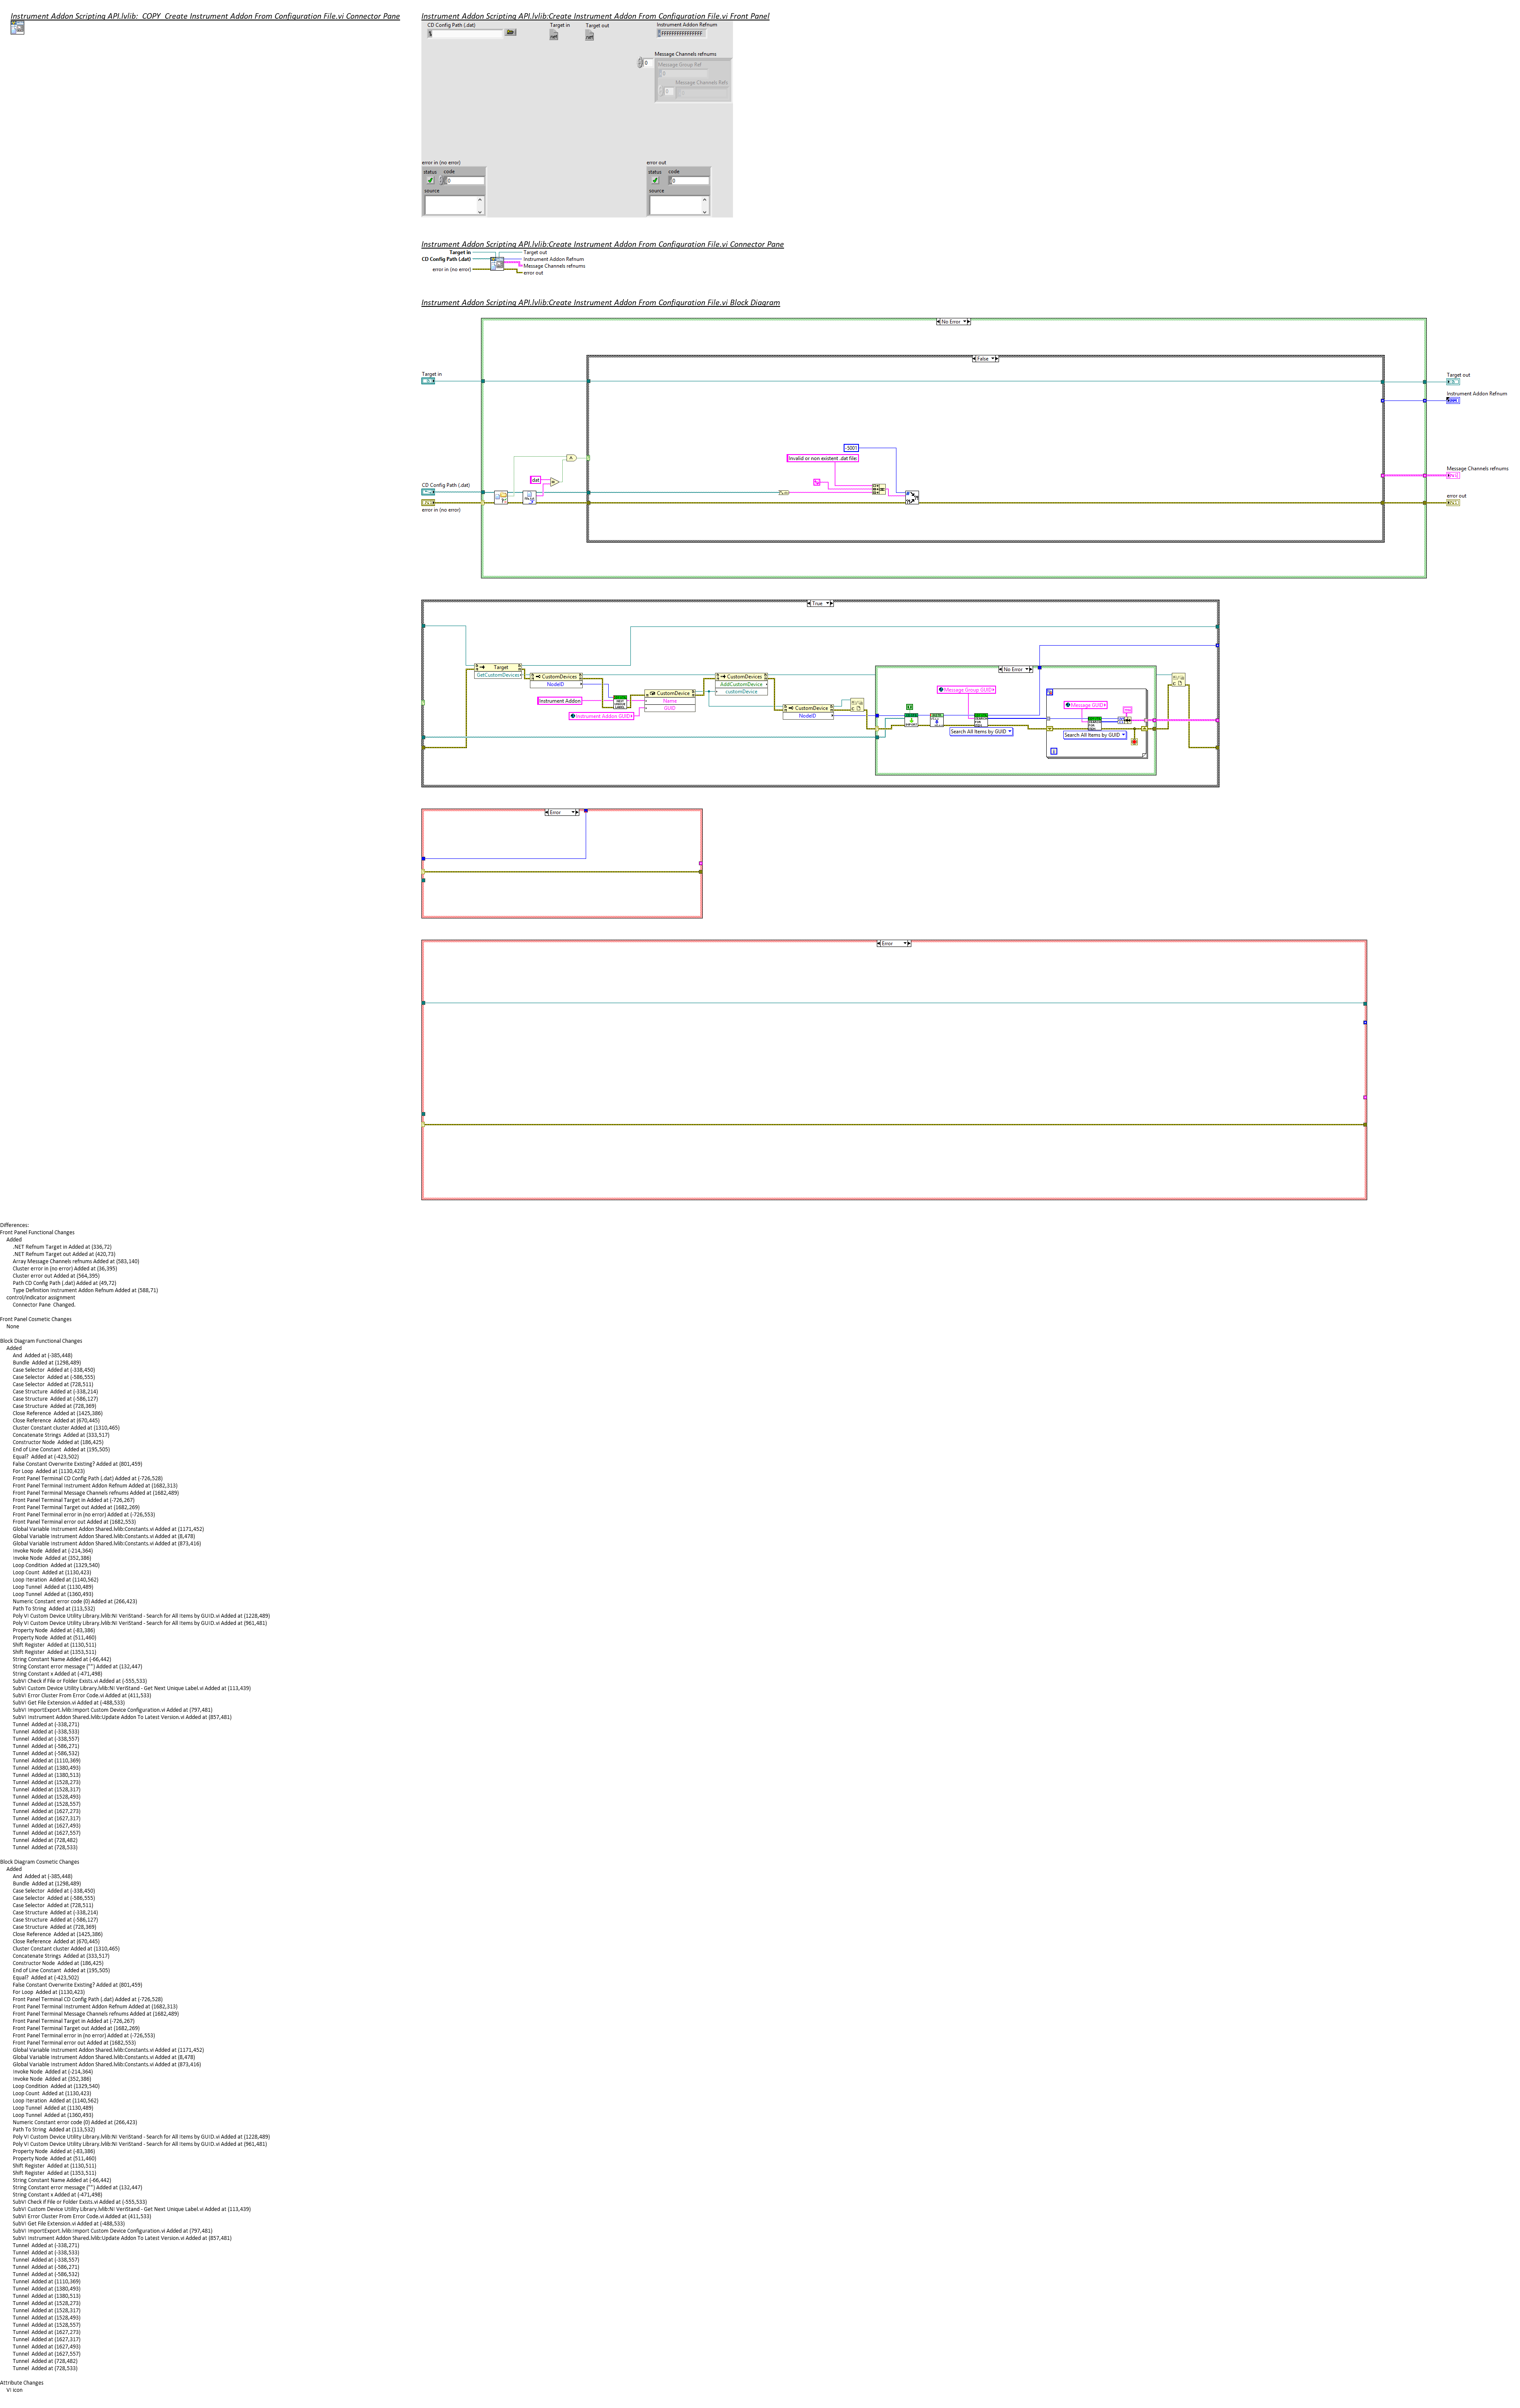 Instrument Addon Scripting API.lvlib:_COPY_Create Instrument Addon From Configuration File.vi Connector Pane
Instrument Addon Scripting API.lvlib:Create Instrument Addon From Configuration File.vi Front Panel
CD Config Path (.dat)
Target in
Target out
Instrument Addon Refnum
FFFFFFFFFFFFFFFF
Message Channels refnums
0
Message Group Ref
Message Channels Refs
error in (no error)
status
code
0
source
error out
status
code
0
source
Instrument Addon Scripting API.lvlib:Create Instrument Addon From Configuration File.vi Connector Pane
Target in
Target out
CD Config Path (.dat)
Instrument Addon Refnum
Message Channels refnums
error in (no error)
error out
Instrument Addon Scripting API.lvlib:Create Instrument Addon From Configuration File.vi Block Diagram
No Error
False
Target in
Target out
Instrument Addon Refnum
-5001
Invalid or non existent .dat file:
Message Channels refnums
dat
CD Config Path (.dat)
error in (no error)
error out
True
Target
GetCustomDevices
CustomDevices
NodeID
Instrument Addon
Instrument Addon GUID
CustomDevice
Name
GUID
CustomDevices
AddCustomDevice
customDevice
CustomDevice
NodeID
No Error
Message Group GUID
Search All Items by GUID
Message GUID
Search All Items by GUID
Error
Error
Differences:
Front Panel Functional Changes
Added
.NET Refnum Target in Added at (336,72)
.NET Refnum Target out Added at (420,73)
Array Message Channels refnums Added at (583,140)
Cluster error in (no error) Added at (36,395)
Cluster error out Added at (564,395)
Path CD Config Path (.dat) Added at (49,72)
Type Definition Instrument Addon Refnum Added at (588,71)
control/indicator assignment
Connector Pane  Changed.
Front Panel Cosmetic Changes
None
Block Diagram Functional Changes
Added
And  Added at (-385,448)
Bundle  Added at (1298,489)
Case Selector  Added at (-338,450)
Case Selector  Added at (-586,555)
Case Selector  Added at (728,511)
Case Structure  Added at (-338,214)
Case Structure  Added at (-586,127)
Case Structure  Added at (728,369)
Close Reference  Added at (1425,386)
Close Reference  Added at (670,445)
Cluster Constant cluster Added at (1310,465)
Concatenate Strings  Added at (333,517)
Constructor Node  Added at (186,425)
End of Line Constant  Added at (195,505)
Equal?  Added at (-423,502)
False Constant Overwrite Existing? Added at (801,459)
For Loop  Added at (1130,423)
Front Panel Terminal CD Config Path (.dat) Added at (-726,528)
Front Panel Terminal Instrument Addon Refnum Added at (1682,313)
Front Panel Terminal Message Channels refnums Added at (1682,489)
Front Panel Terminal Target in Added at (-726,267)
Front Panel Terminal Target out Added at (1682,269)
Front Panel Terminal error in (no error) Added at (-726,553)
Front Panel Terminal error out Added at (1682,553)
Global Variable Instrument Addon Shared.lvlib:Constants.vi Added at (1171,452)
Global Variable Instrument Addon Shared.lvlib:Constants.vi Added at (8,478)
Global Variable Instrument Addon Shared.lvlib:Constants.vi Added at (873,416)
Invoke Node  Added at (-214,364)
Invoke Node  Added at (352,386)
Loop Condition  Added at (1329,540)
Loop Count  Added at (1130,423)
Loop Iteration  Added at (1140,562)
Loop Tunnel  Added at (1130,489)
Loop Tunnel  Added at (1360,493)
Numeric Constant error code (0) Added at (266,423)
Path To String  Added at (113,532)
Poly VI Custom Device Utility Library.lvlib:NI VeriStand - Search for All Items by GUID.vi Added at (1228,489)
Poly VI Custom Device Utility Library.lvlib:NI VeriStand - Search for All Items by GUID.vi Added at (961,481)
Property Node  Added at (-83,386)
Property Node  Added at (511,460)
Shift Register  Added at (1130,511)
Shift Register  Added at (1353,511)
String Constant Name Added at (-66,442)
String Constant error message ("") Added at (132,447)
String Constant x Added at (-471,498)
SubVI Check if File or Folder Exists.vi Added at (-555,533)
SubVI Custom Device Utility Library.lvlib:NI VeriStand - Get Next Unique Label.vi Added at (113,439)
SubVI Error Cluster From Error Code.vi Added at (411,533)
SubVI Get File Extension.vi Added at (-488,533)
SubVI ImportExport.lvlib:Import Custom Device Configuration.vi Added at (797,481)
SubVI Instrument Addon Shared.lvlib:Update Addon To Latest Version.vi Added at (857,481)
Tunnel  Added at (-338,271)
Tunnel  Added at (-338,533)
Tunnel  Added at (-338,557)
Tunnel  Added at (-586,271)
Tunnel  Added at (-586,532)
Tunnel  Added at (1110,369)
Tunnel  Added at (1380,493)
Tunnel  Added at (1380,513)
Tunnel  Added at (1528,273)
Tunnel  Added at (1528,317)
Tunnel  Added at (1528,493)
Tunnel  Added at (1528,557)
Tunnel  Added at (1627,273)
Tunnel  Added at (1627,317)
Tunnel  Added at (1627,493)
Tunnel  Added at (1627,557)
Tunnel  Added at (728,482)
Tunnel  Added at (728,533)
Block Diagram Cosmetic Changes
Added
And  Added at (-385,448)
Bundle  Added at (1298,489)
Case Selector  Added at (-338,450)
Case Selector  Added at (-586,555)
Case Selector  Added at (728,511)
Case Structure  Added at (-338,214)
Case Structure  Added at (-586,127)
Case Structure  Added at (728,369)
Close Reference  Added at (1425,386)
Close Reference  Added at (670,445)
Cluster Constant cluster Added at (1310,465)
Concatenate Strings  Added at (333,517)
Constructor Node  Added at (186,425)
End of Line Constant  Added at (195,505)
Equal?  Added at (-423,502)
False Constant Overwrite Existing? Added at (801,459)
For Loop  Added at (1130,423)
Front Panel Terminal CD Config Path (.dat) Added at (-726,528)
Front Panel Terminal Instrument Addon Refnum Added at (1682,313)
Front Panel Terminal Message Channels refnums Added at (1682,489)
Front Panel Terminal Target in Added at (-726,267)
Front Panel Terminal Target out Added at (1682,269)
Front Panel Terminal error in (no error) Added at (-726,553)
Front Panel Terminal error out Added at (1682,553)
Global Variable Instrument Addon Shared.lvlib:Constants.vi Added at (1171,452)
Global Variable Instrument Addon Shared.lvlib:Constants.vi Added at (8,478)
Global Variable Instrument Addon Shared.lvlib:Constants.vi Added at (873,416)
Invoke Node  Added at (-214,364)
Invoke Node  Added at (352,386)
Loop Condition  Added at (1329,540)
Loop Count  Added at (1130,423)
Loop Iteration  Added at (1140,562)
Loop Tunnel  Added at (1130,489)
Loop Tunnel  Added at (1360,493)
Numeric Constant error code (0) Added at (266,423)
Path To String  Added at (113,532)
Poly VI Custom Device Utility Library.lvlib:NI VeriStand - Search for All Items by GUID.vi Added at (1228,489)
Poly VI Custom Device Utility Library.lvlib:NI VeriStand - Search for All Items by GUID.vi Added at (961,481)
Property Node  Added at (-83,386)
Property Node  Added at (511,460)
Shift Register  Added at (1130,511)
Shift Register  Added at (1353,511)
String Constant Name Added at (-66,442)
String Constant error message ("") Added at (132,447)
String Constant x Added at (-471,498)
SubVI Check if File or Folder Exists.vi Added at (-555,533)
SubVI Custom Device Utility Library.lvlib:NI VeriStand - Get Next Unique Label.vi Added at (113,439)
SubVI Error Cluster From Error Code.vi Added at (411,533)
SubVI Get File Extension.vi Added at (-488,533)
SubVI ImportExport.lvlib:Import Custom Device Configuration.vi Added at (797,481)
SubVI Instrument Addon Shared.lvlib:Update Addon To Latest Version.vi Added at (857,481)
Tunnel  Added at (-338,271)
Tunnel  Added at (-338,533)
Tunnel  Added at (-338,557)
Tunnel  Added at (-586,271)
Tunnel  Added at (-586,532)
Tunnel  Added at (1110,369)
Tunnel  Added at (1380,493)
Tunnel  Added at (1380,513)
Tunnel  Added at (1528,273)
Tunnel  Added at (1528,317)
Tunnel  Added at (1528,493)
Tunnel  Added at (1528,557)
Tunnel  Added at (1627,273)
Tunnel  Added at (1627,317)
Tunnel  Added at (1627,493)
Tunnel  Added at (1627,557)
Tunnel  Added at (728,482)
Tunnel  Added at (728,533)
Attribute Changes
VI icon